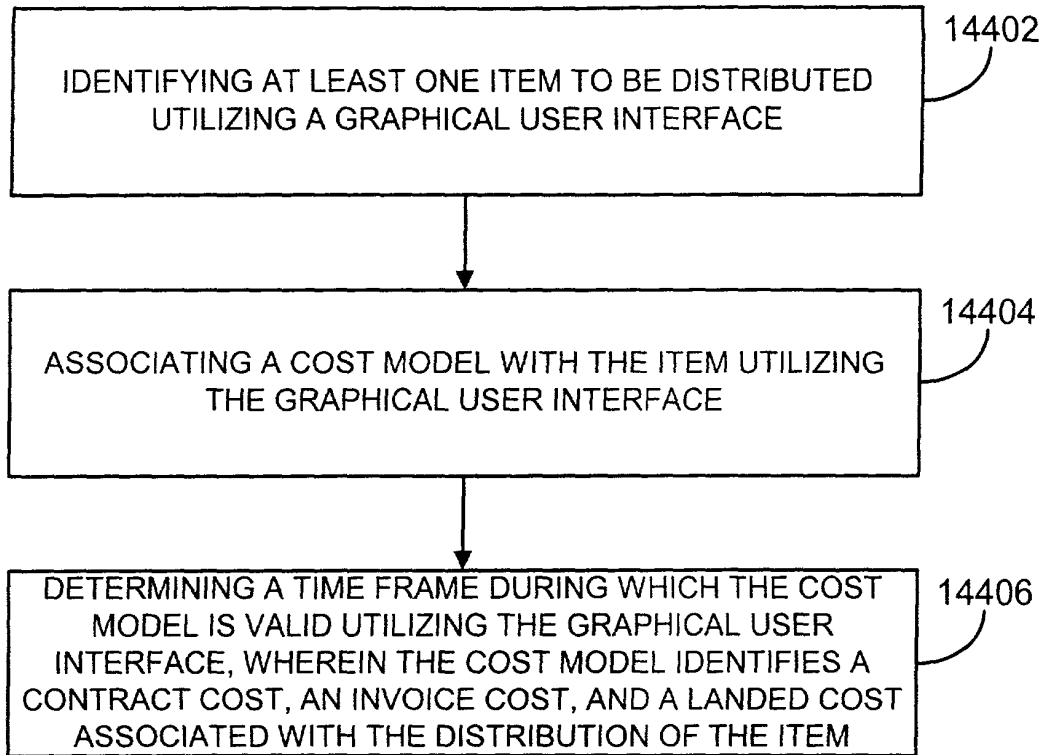 14402
IDENTIFYING AT LEAST ONE ITEM TO BE DISTRIBUTED
UTILIZING A GRAPHICAL USER INTERFACE
14404
ASSOCIATING A COST MODEL WITH THE ITEM UTILIZING
THE GRAPHICAL USER INTERFACE
14406
DETERMINING A TIME FRAME DURING WHICH THE COST
MODEL IS VALID UTILIZING THE GRAPHICAL USER
INTERFACE, WHEREIN THE COST MODEL IDENTIFIES A
CONTRACT COST, AN INVOICE COST, AND A LANDED COST
ASSOCIATED WITH THE DISTRIBUTION OF THE ITEM